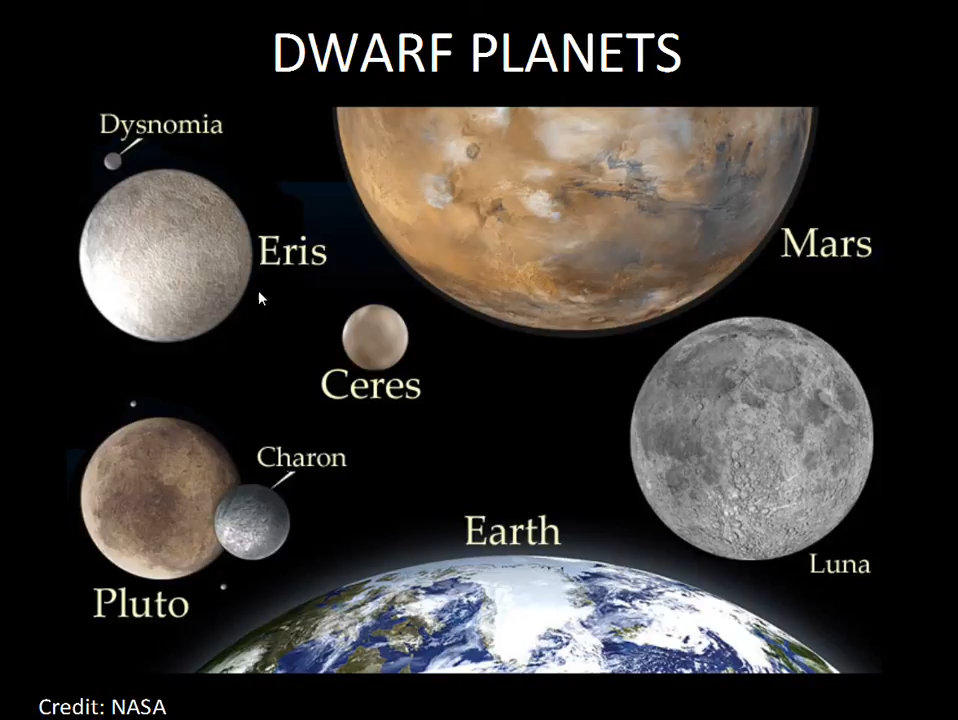 DWARF PLANETS
Dysnomia
Eris
Mars
Ceres
Charon
Earth
Luna
Pluto
Credit: NASA